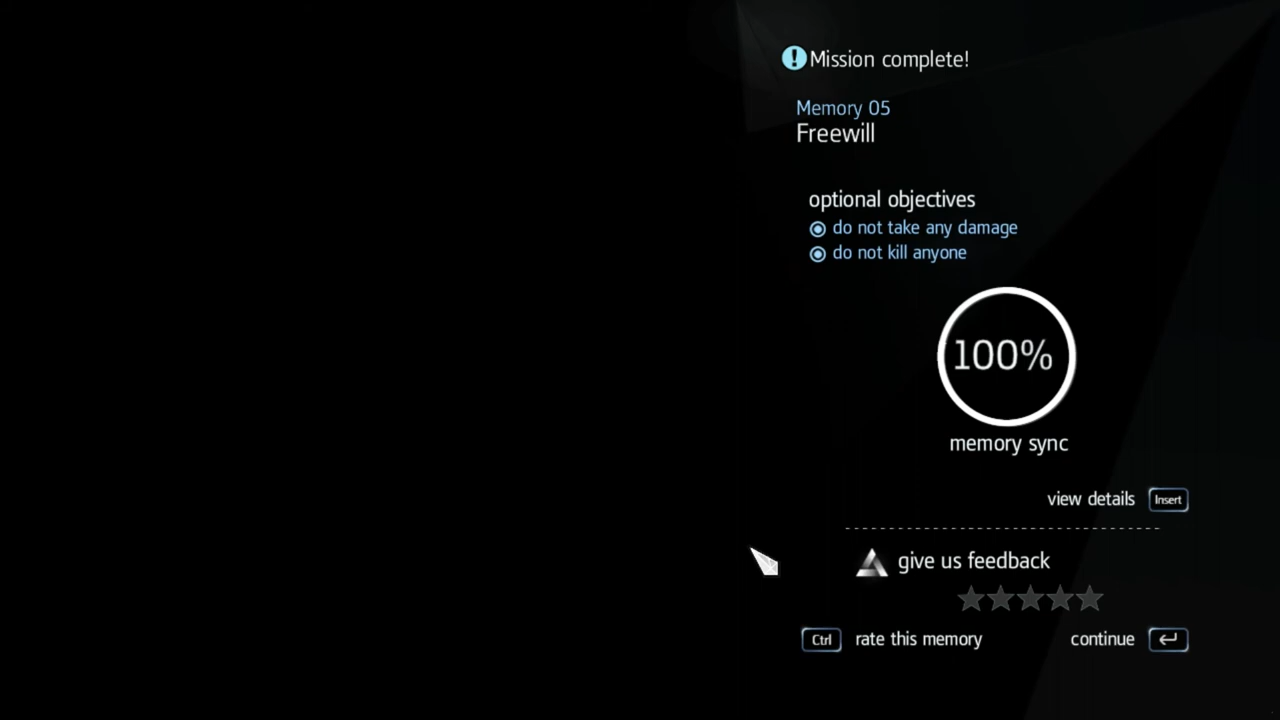 Mission complete!
Memory 05
Freewill
optional objectives
do not take any damage
do not kill anyone
100%
memory sync
view details Insert
give us feedback
Ctrl rate this memory continue